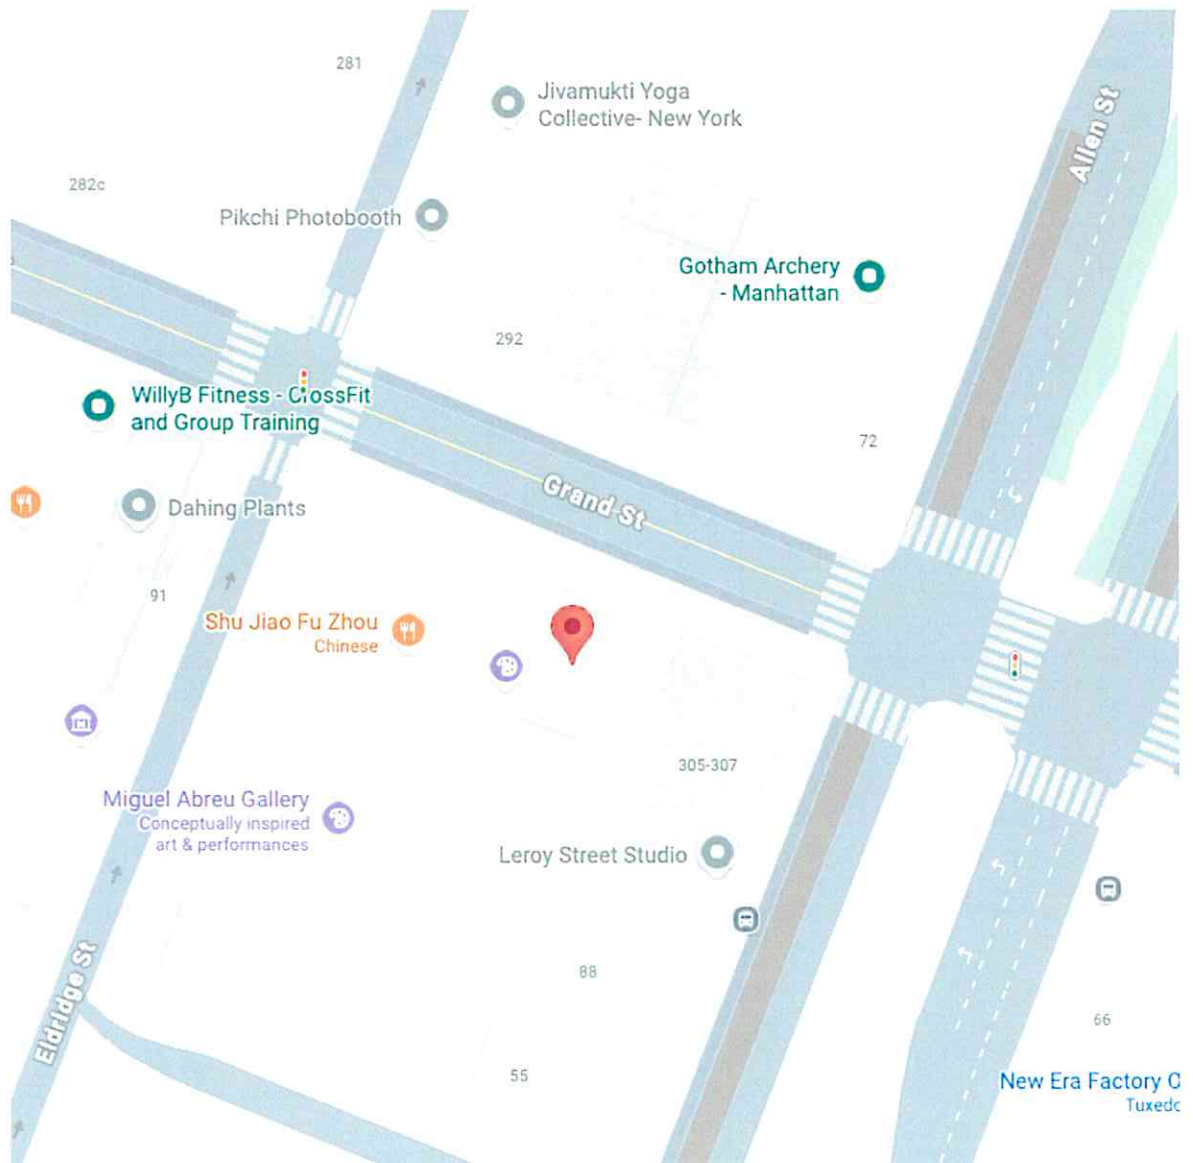 281
Jivamukti Yoga
Collective- New York
282c
Pikchi Photobooth
Allen St
Gotham Archery
- Manhattan
292
WillyB Fitness - CrossFit
and Group Training
72
Grand St
Dahing Plants
91
Shu Jiao Fu Zhou
Chinese
305-307
Miguel Abreu Gallery
Conceptually inspired
art & performances
Leroy Street Studio
88
Eldridge St
66
55
New Era Factory O